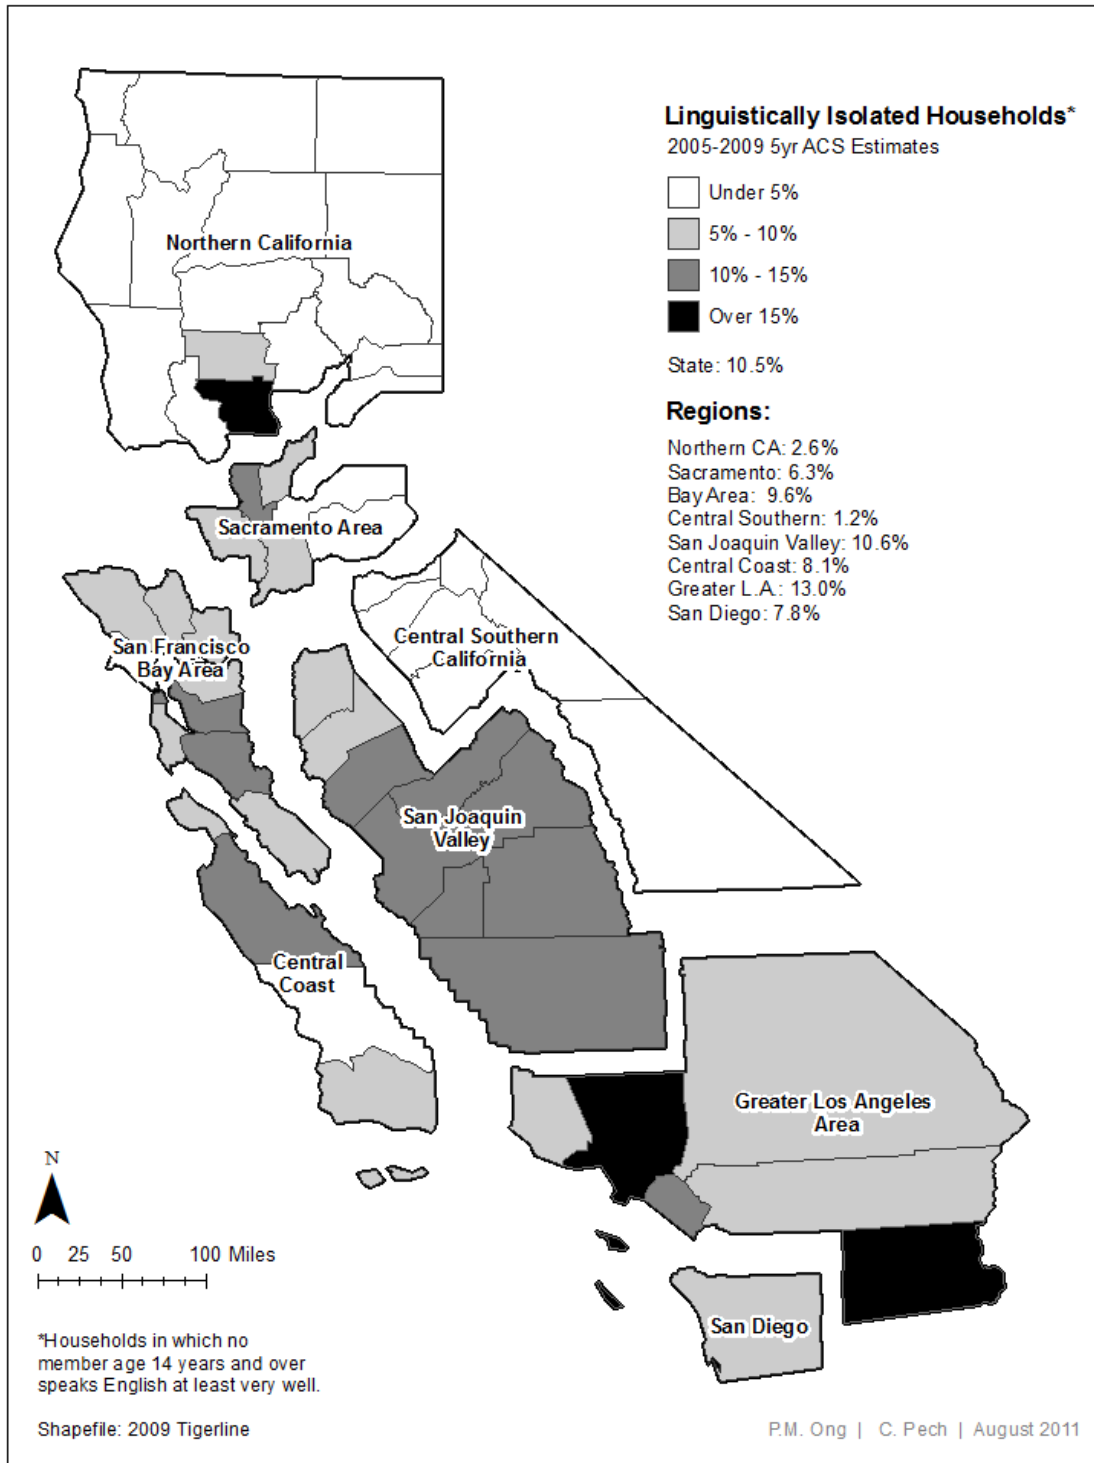 Linguistically Isolated Households*
2005-2009 5yr ACS Estimates
Under 5%
5% - 10%
10% - 15%
Over 15%
State: 10.5%
Regions:
Northern CA: 2.6%
Sacramento: 6.3%
Bay Area: 9.6%
Central Southern: 1.2%
San Joaquin Valley: 10.6%
Central Coast: 8.1%
Greater L.A.: 13.0%
San Diego: 7.8%
Northern California
Sacramento Area
San Francisco
Bay Area
Central Southern
California
San Joaquin
Valley
Central
Coast
Greater Los Angeles
Area
San Diego
N
0 25 50 100 Miles
*Households in which no
member age 14 years and over
speaks English at least very well.
Shapefile: 2009 Tigerline
P.M. Ong | C. Pech | August 2011